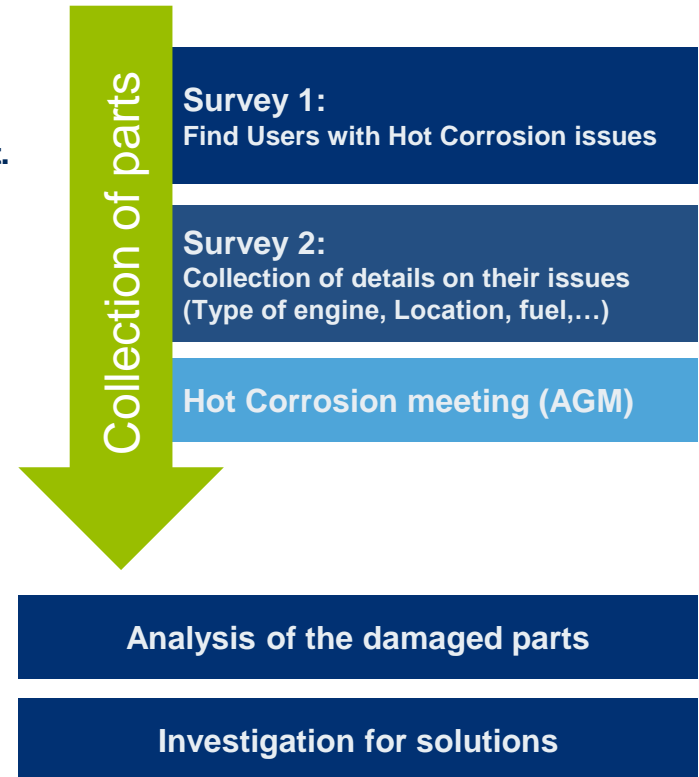 Collection of parts
Survey 1:
Find Users with Hot Corrosion issues
Survey 2:
Collection of details on their issues
(Type of engine, Location, fuel,…)
Hot Corrosion meeting (AGM)
Analysis of the damaged parts
Investigation for solutions